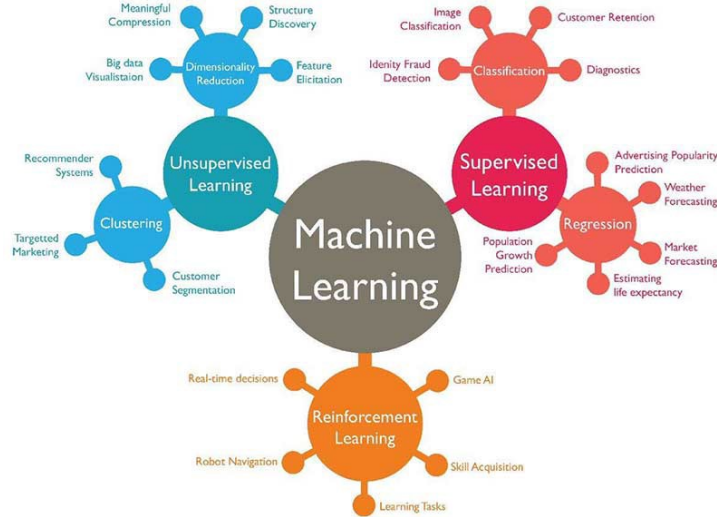 Meaningful
Compression
Structure
Discovery
Big data
Visualistaion
Dimensionality
Reduction
Feature
Elicitation
Image
Classification
Customer Retention
Idenity Fraud
Detection
Classification
Diagnostics
Unsupervised
Learning
Supervised
Learning
Recommender
Systems
Clustering
Targetted
Marketing
Customer
Segmentation
Machine
Learning
Advertising Popularity
Prediction
Weather
Forecasting
Regression
Population
Growth
Prediction
Market
Forecasting
Estimating
life expectancy
Real-time decisions
Game AI
Reinforcement
Learning
Robot Navigation
Skill Acquisition
Learning Tasks